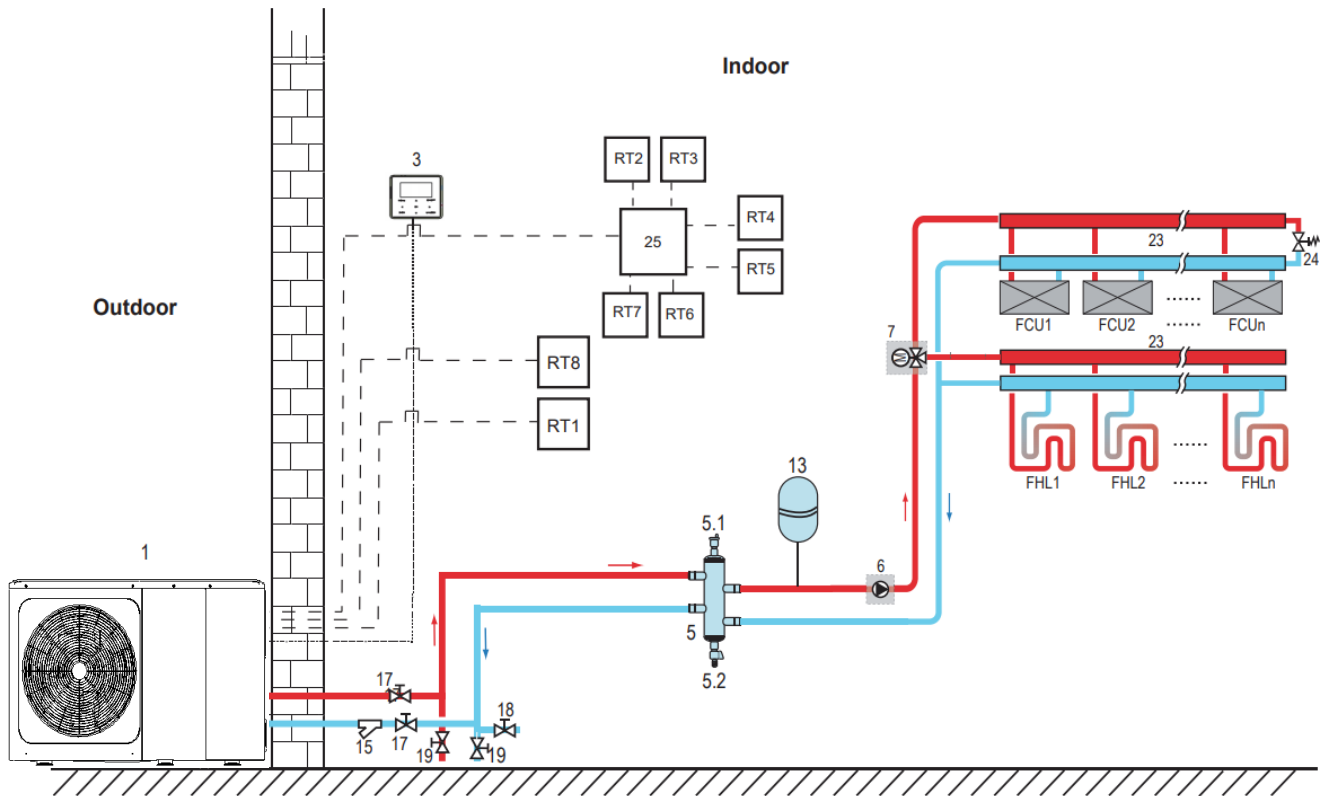 Indoor
RT2 RT3
3
RT4
25
23
24
RT5
Outdoor
RT7 RT6
FCU1 FCU2 ...... FCUn
......
7
M
23
RT8
RT1
......
FHL1 FHL2 ...... FHLn
13
5.1
1
6
5
5.2
17
18
15 17 19 19